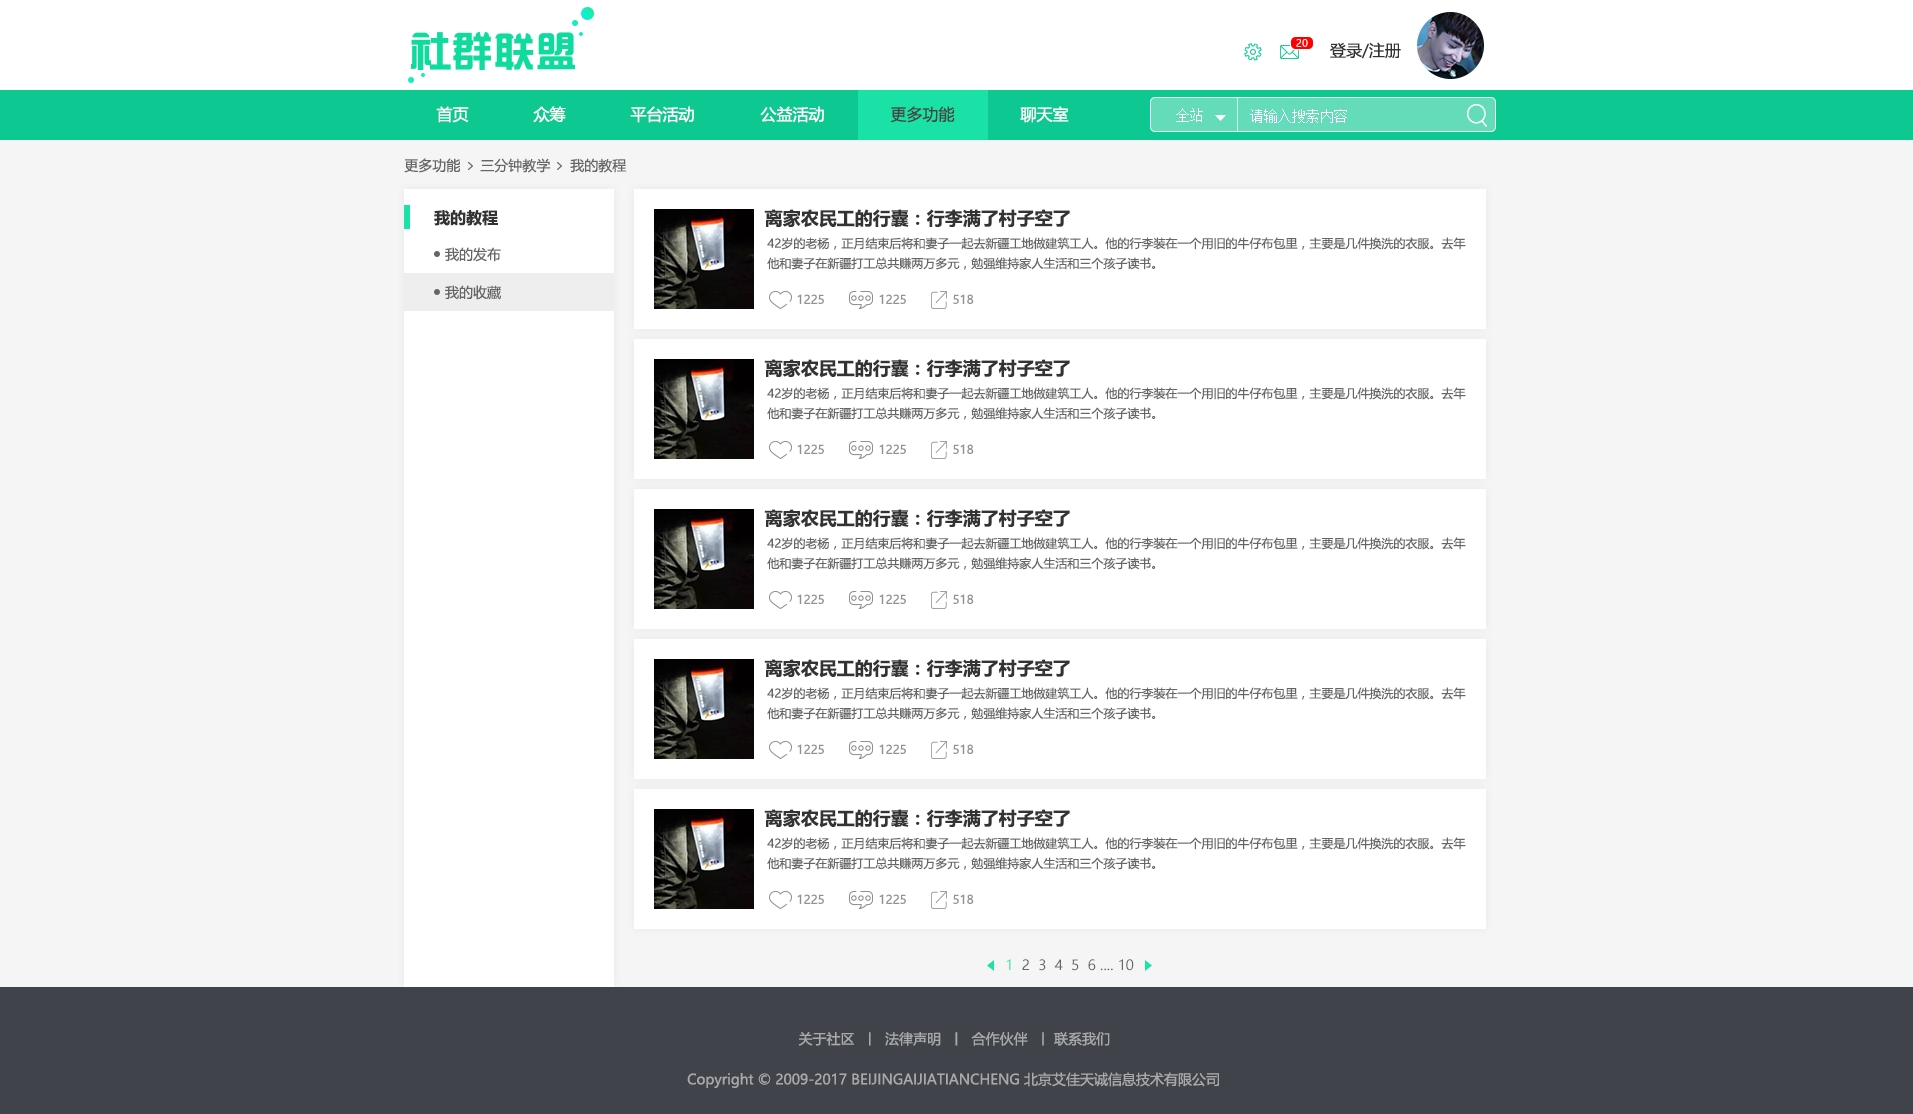 社群联盟
20
登录/注册
首页 众筹 平台活动 公益活动 更多功能 聊天室 全站 请输入搜索内容
更多功能 > 三分钟教学 > 我的教程
我的教程
• 我的发布
• 我的收藏
离家农民工的行囊：行李满了村子空了
42岁的老杨，正月结束后将和妻子一起去新疆工地做建筑工人。他的行李装在一个用旧的牛仔布包里，主要是几件换洗的衣服。去年
他和妻子在新疆打工总共赚两万多元，勉强维持家人生活和三个孩子读书。
1225 1225 518
离家农民工的行囊：行李满了村子空了
42岁的老杨，正月结束后将和妻子一起去新疆工地做建筑工人。他的行李装在一个用旧的牛仔布包里，主要是几件换洗的衣服。去年
他和妻子在新疆打工总共赚两万多元，勉强维持家人生活和三个孩子读书。
1225 1225 518
离家农民工的行囊：行李满了村子空了
42岁的老杨，正月结束后将和妻子一起去新疆工地做建筑工人。他的行李装在一个用旧的牛仔布包里，主要是几件换洗的衣服。去年
他和妻子在新疆打工总共赚两万多元，勉强维持家人生活和三个孩子读书。
1225 1225 518
离家农民工的行囊：行李满了村子空了
42岁的老杨，正月结束后将和妻子一起去新疆工地做建筑工人。他的行李装在一个用旧的牛仔布包里，主要是几件换洗的衣服。去年
他和妻子在新疆打工总共赚两万多元，勉强维持家人生活和三个孩子读书。
1225 1225 518
离家农民工的行囊：行李满了村子空了
42岁的老杨，正月结束后将和妻子一起去新疆工地做建筑工人。他的行李装在一个用旧的牛仔布包里，主要是几件换洗的衣服。去年
他和妻子在新疆打工总共赚两万多元，勉强维持家人生活和三个孩子读书。
1225 1225 518
1 2 3 4 5 6 .... 10
关于社区 | 法律声明 | 合作伙伴 | 联系我们
Copyright © 2009-2017 BEIJINGAIJIATIANCHENG 北京艾佳天诚信息技术有限公司